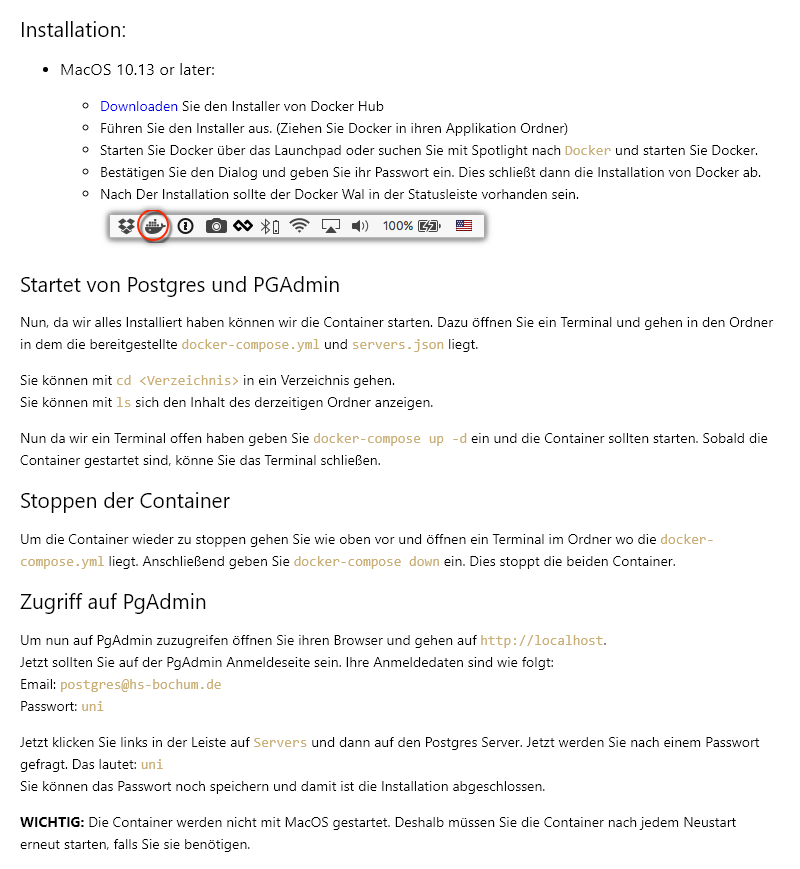 Installation:
MacOS 10.13 or later:
Downloaden Sie den Installer von Docker Hub
Führen Sie den Installer aus. (Ziehen Sie Docker in ihren Applikation Ordner)
Starten Sie Docker über das Launchpad oder suchen Sie mit Spotlight nach Docker und starten Sie Docker.
Bestätigen Sie den Dialog und geben Sie ihr Passwort ein. Dies schließt dann die Installation von Docker ab.
Nach Der Installation sollte der Docker Wal in der Statusleiste vorhanden sein.
100%
Startet von Postgres und PGAdmin
Nun, da wir alles Installiert haben können wir die Container starten. Dazu öffnen Sie ein Terminal und gehen in den Ordner
in dem die bereitgestellte docker-compose.yml und servers.json liegt.
Sie können mit cd <Verzeichnis> in ein Verzeichnis gehen.
Sie können mit ls sich den Inhalt des derzeitigen Ordner anzeigen.
Nun da wir ein Terminal offen haben geben Sie docker-compose up -d ein und die Container sollten starten. Sobald die
Container gestartet sind, könne Sie das Terminal schließen.
Stoppen der Container
Um die Container wieder zu stoppen gehen Sie wie oben vor und öffnen ein Terminal im Ordner wo die docker-
compose.yml liegt. Anschließend geben Sie docker-compose down ein. Dies stoppt die beiden Container.
Zugriff auf PgAdmin
Um nun auf PgAdmin zuzugreifen öffnen Sie ihren Browser und gehen auf http://localhost.
Jetzt sollten Sie auf der PgAdmin Anmeldeseite sein. Ihre Anmeldedaten sind wie folgt:
Email: postgres@hs-bochum.de
Passwort: uni
Jetzt klicken Sie links in der Leiste auf Servers und dann auf den Postgres Server. Jetzt werden Sie nach einem Passwort
gefragt. Das lautet: uni
Sie können das Passwort noch speichern und damit ist die Installation abgeschlossen.
WICHTIG: Die Container werden nicht mit MacOS gestartet. Deshalb müssen Sie die Container nach jedem Neustart
erneut starten, falls Sie sie benötigen.